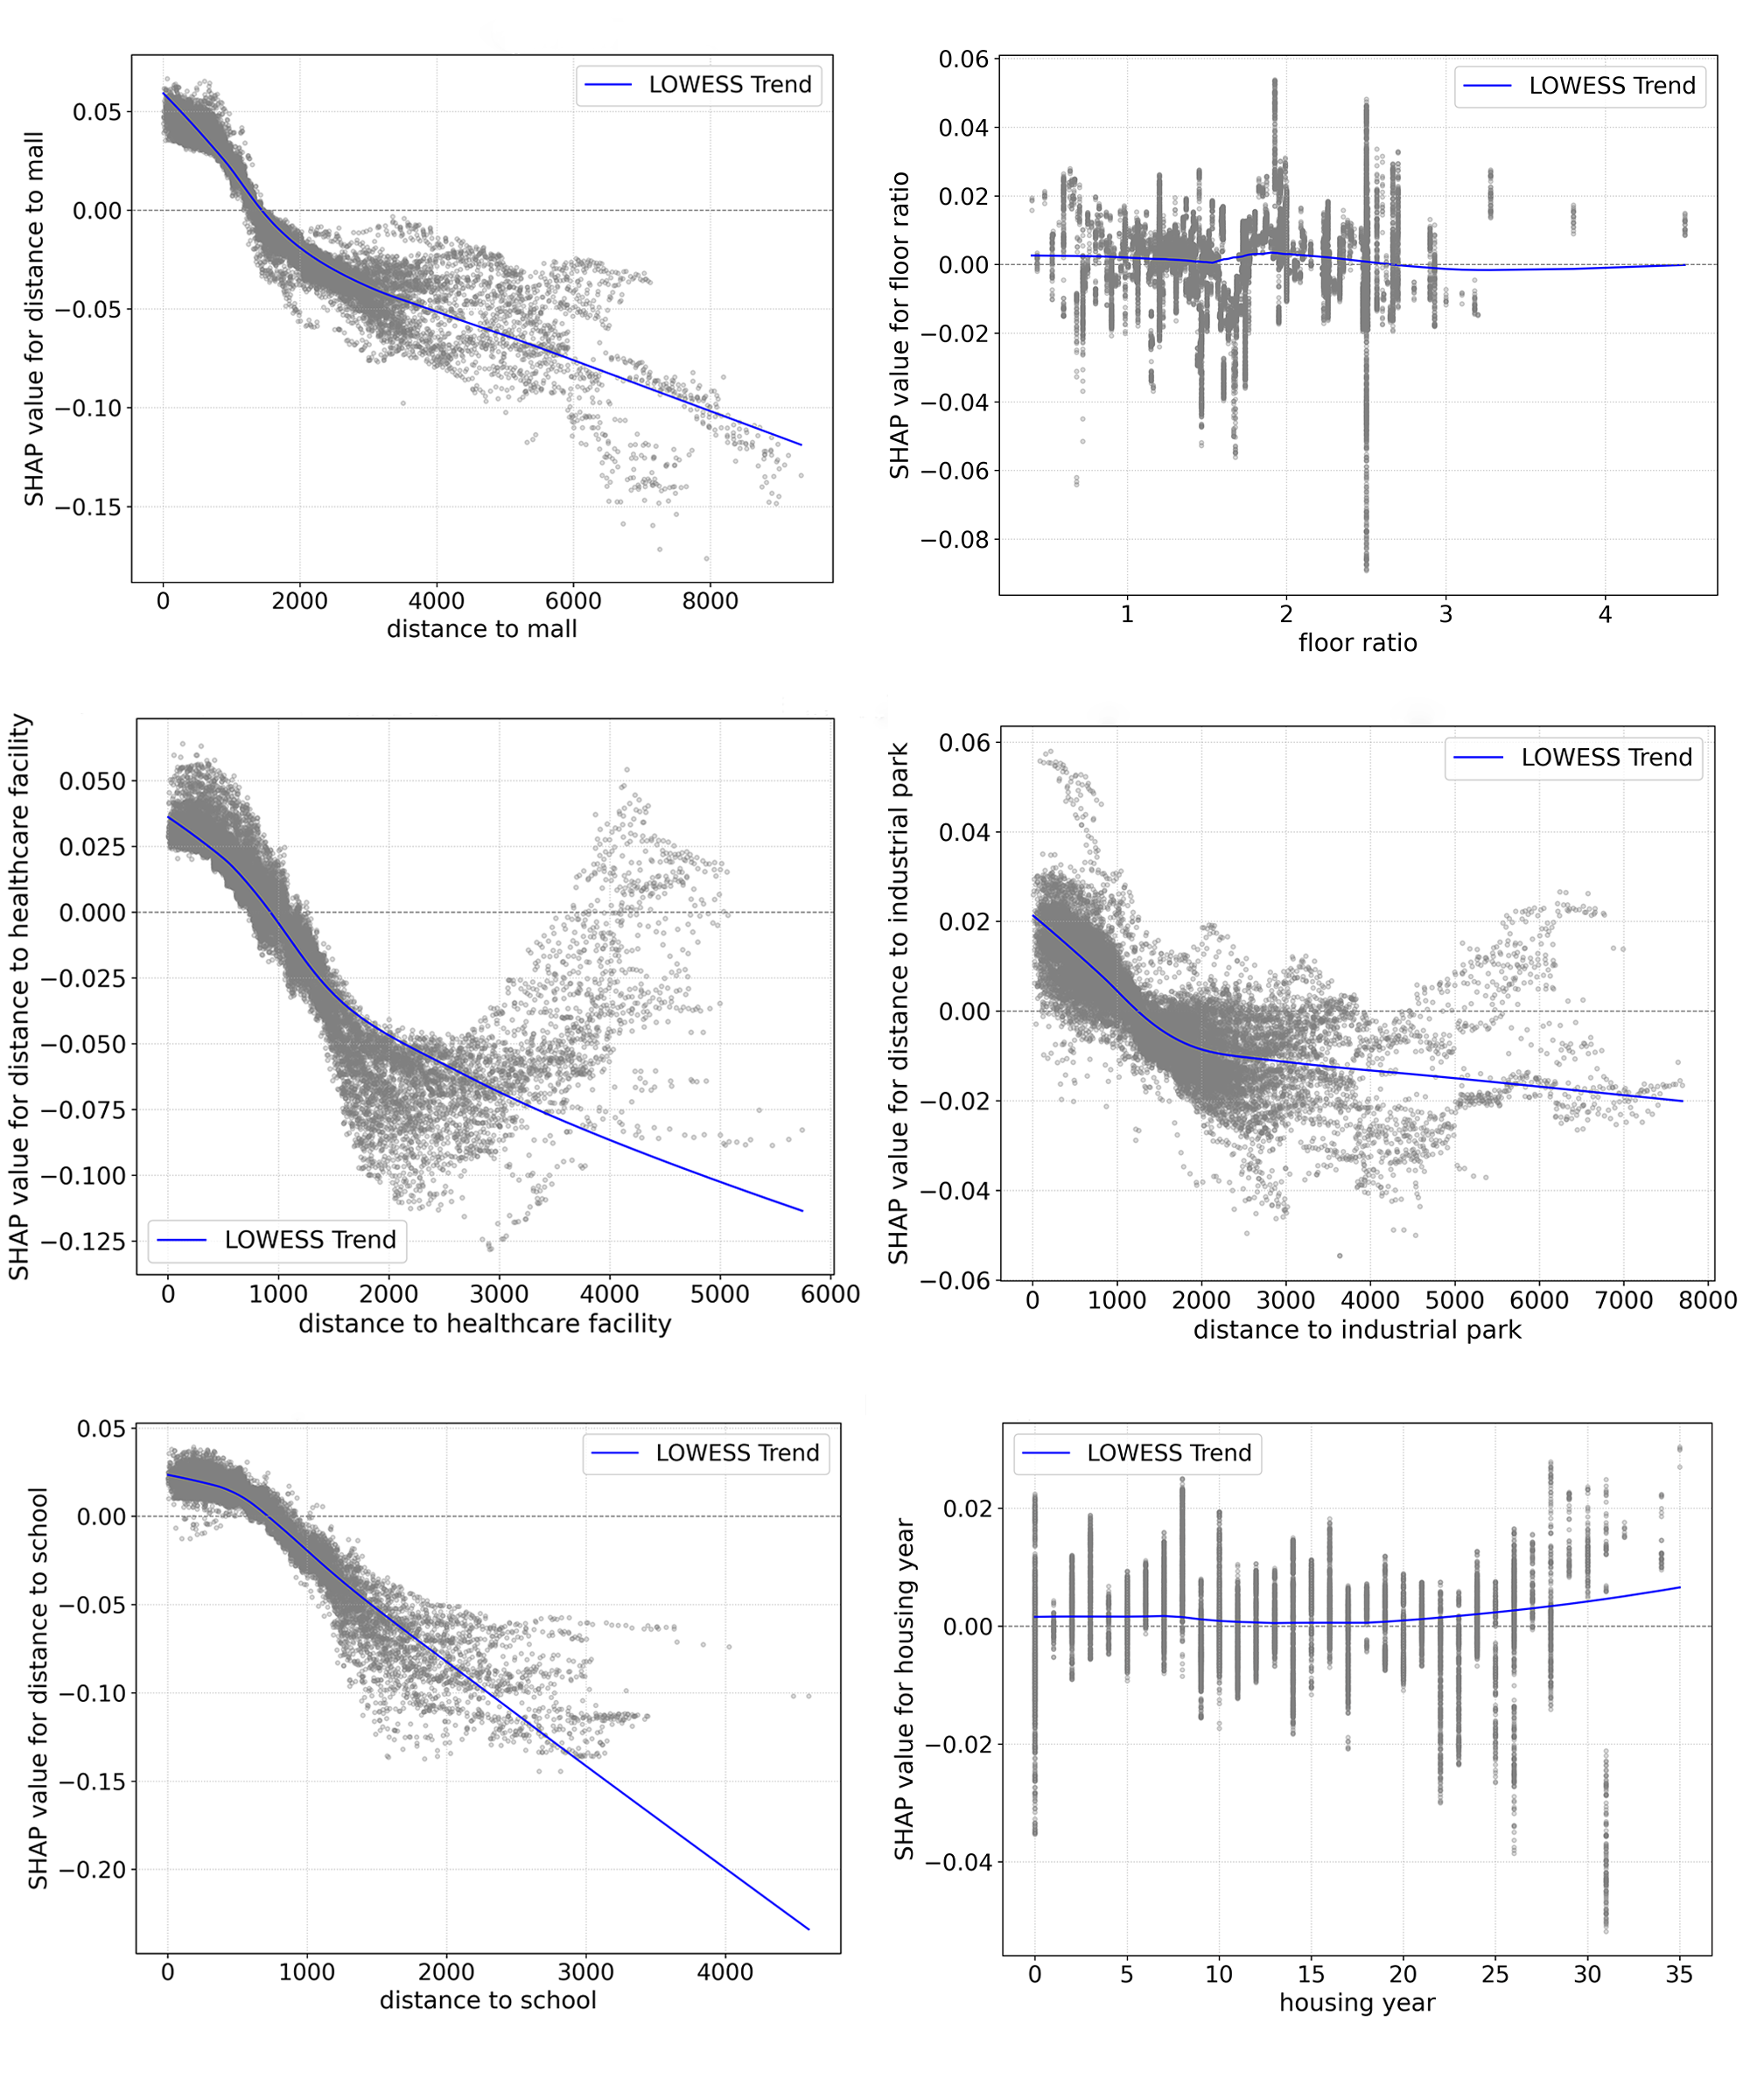 LOWESS Trend
0.05
0.00
−0.05
−0.10
−0.15
SHAP value for distance to mall
0 2000 4000 6000 8000
distance to mall
LOWESS Trend
0.06
0.04
0.02
0.00
−0.02
−0.04
−0.06
−0.08
SHAP value for floor ratio
1 2 3 4
floor ratio
0.050
0.025
0.000
−0.025
−0.050
−0.075
−0.100
−0.125
SHAP value for distance to healthcare facility
LOWESS Trend
0 1000 2000 3000 4000 5000 6000
distance to healthcare facility
LOWESS Trend
0.06
0.04
0.02
0.00
−0.02
−0.04
−0.06
SHAP value for distance to industrial park
0 1000 2000 3000 4000 5000 6000 7000 8000
distance to industrial park
LOWESS Trend
0.05
0.00
−0.05
−0.10
−0.15
−0.20
SHAP value for distance to school
0 1000 2000 3000 4000
distance to school
LOWESS Trend
0.02
0.00
−0.02
−0.04
SHAP value for housing year
0 5 10 15 20 25 30 35
housing year